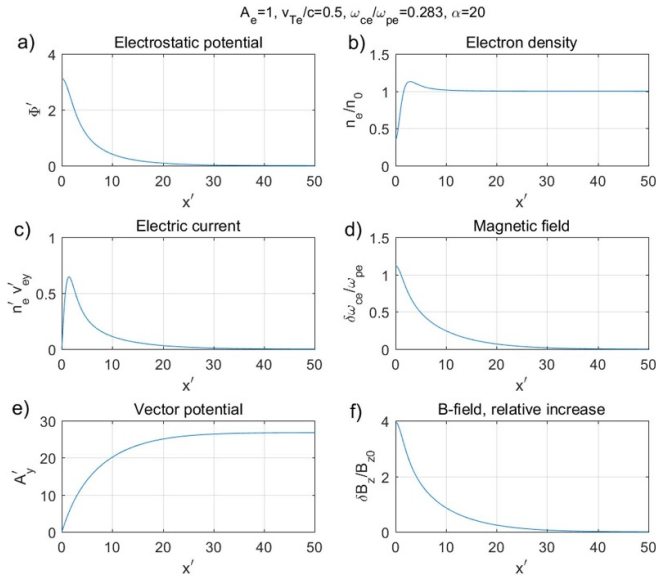 A_e=1, v_Te/c=0.5, ω_ce/ω_pe=0.283, α=20
a) Electrostatic potential
Φ′
4
2
0
0 10 20 30 40 50
x′
b) Electron density
n_e/n_0
1.5
1
0.5
0
0 10 20 30 40 50
x′
c) Electric current
n′_e v′_ey
1
0.5
0
0 10 20 30 40 50
x′
d) Magnetic field
δω_ce/ω_pe
1.5
1
0.5
0
0 10 20 30 40 50
x′
e) Vector potential
A′_y
30
20
10
0
0 10 20 30 40 50
x′
f) B-field, relative increase
δB_z/B_z0
4
2
0
0 10 20 30 40 50
x′